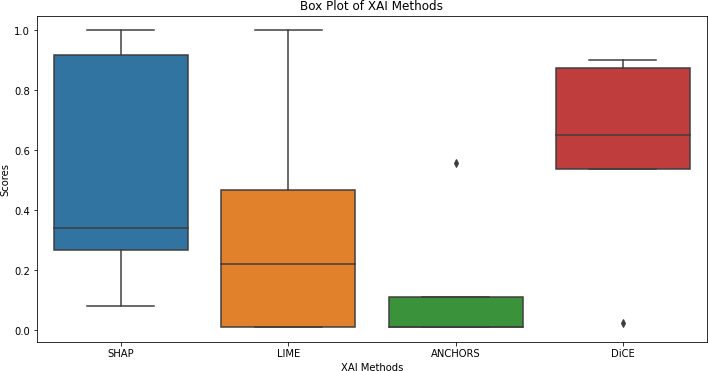 Box Plot of XAI Methods
1.0
0.8
0.6
0.4
0.2
0.0
Scores
SHAP LIME ANCHORS DiCE
XAI Methods